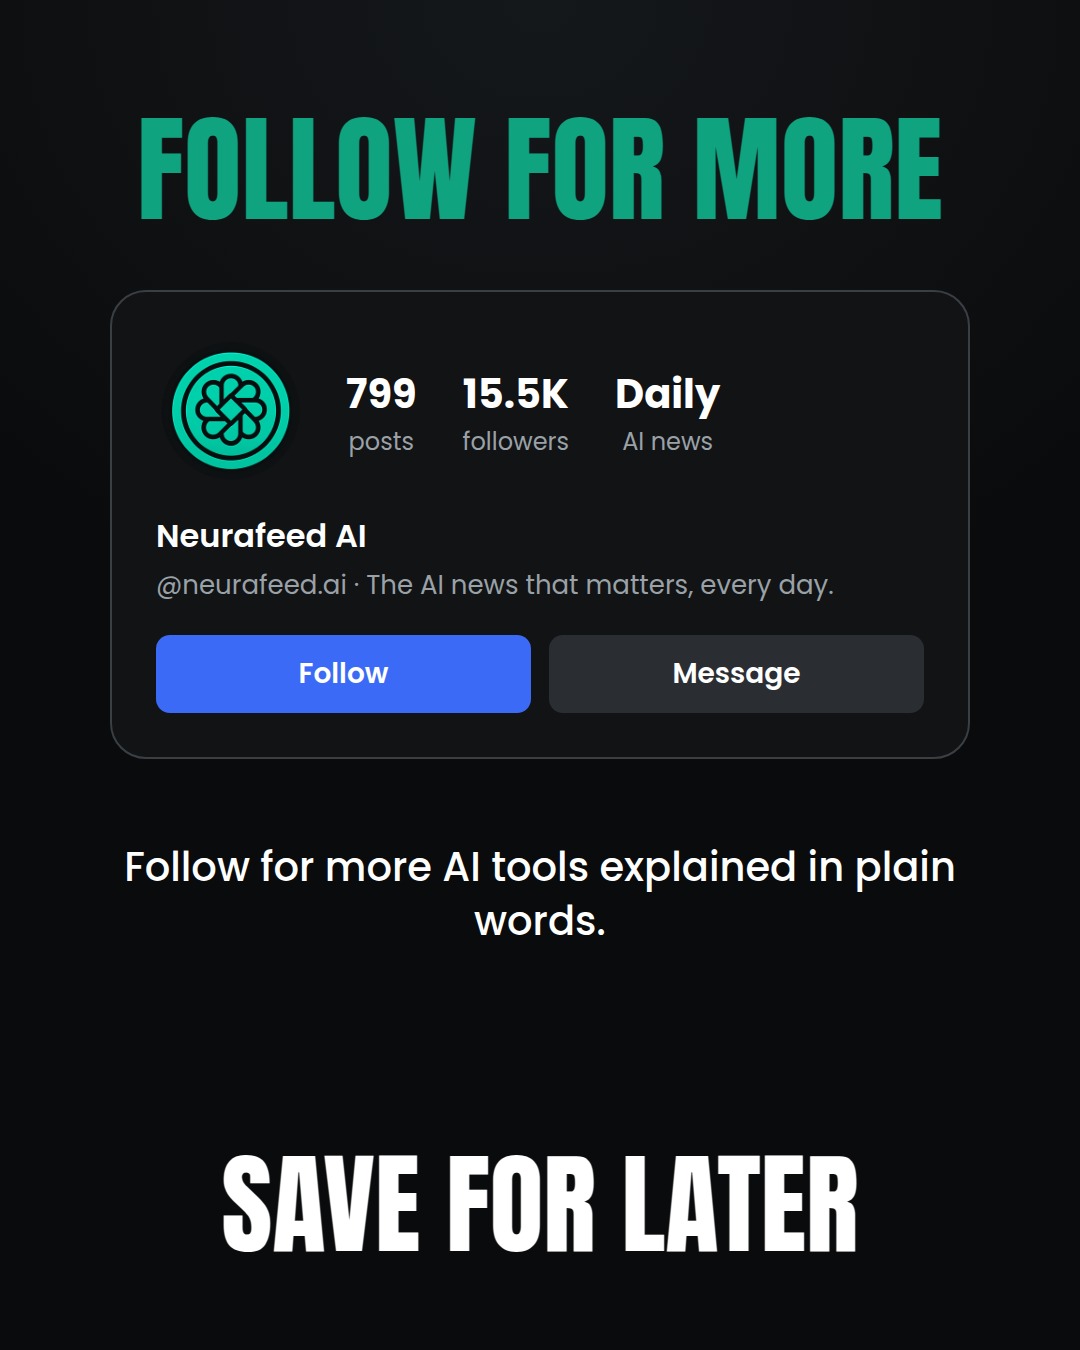 FOLLOW FOR MORE
799 15.5K Daily
posts followers AI news
Neurafeed AI
@neurafeed.ai · The AI news that matters, every day.
Follow Message
Follow for more AI tools explained in plain
words.
SAVE FOR LATER